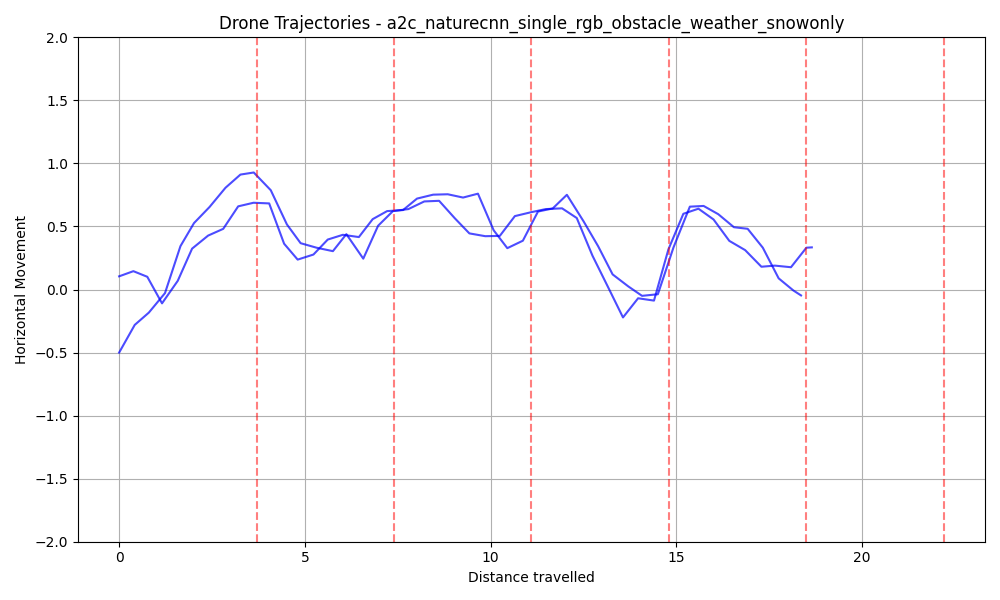 Drone Trajectories - a2c_naturecnn_single_rgb_obstacle_weather_snowonly
2.0
1.5
1.0
0.5
0.0
−0.5
−1.0
−1.5
−2.0
Horizontal Movement
0 5 10 15 20
Distance travelled